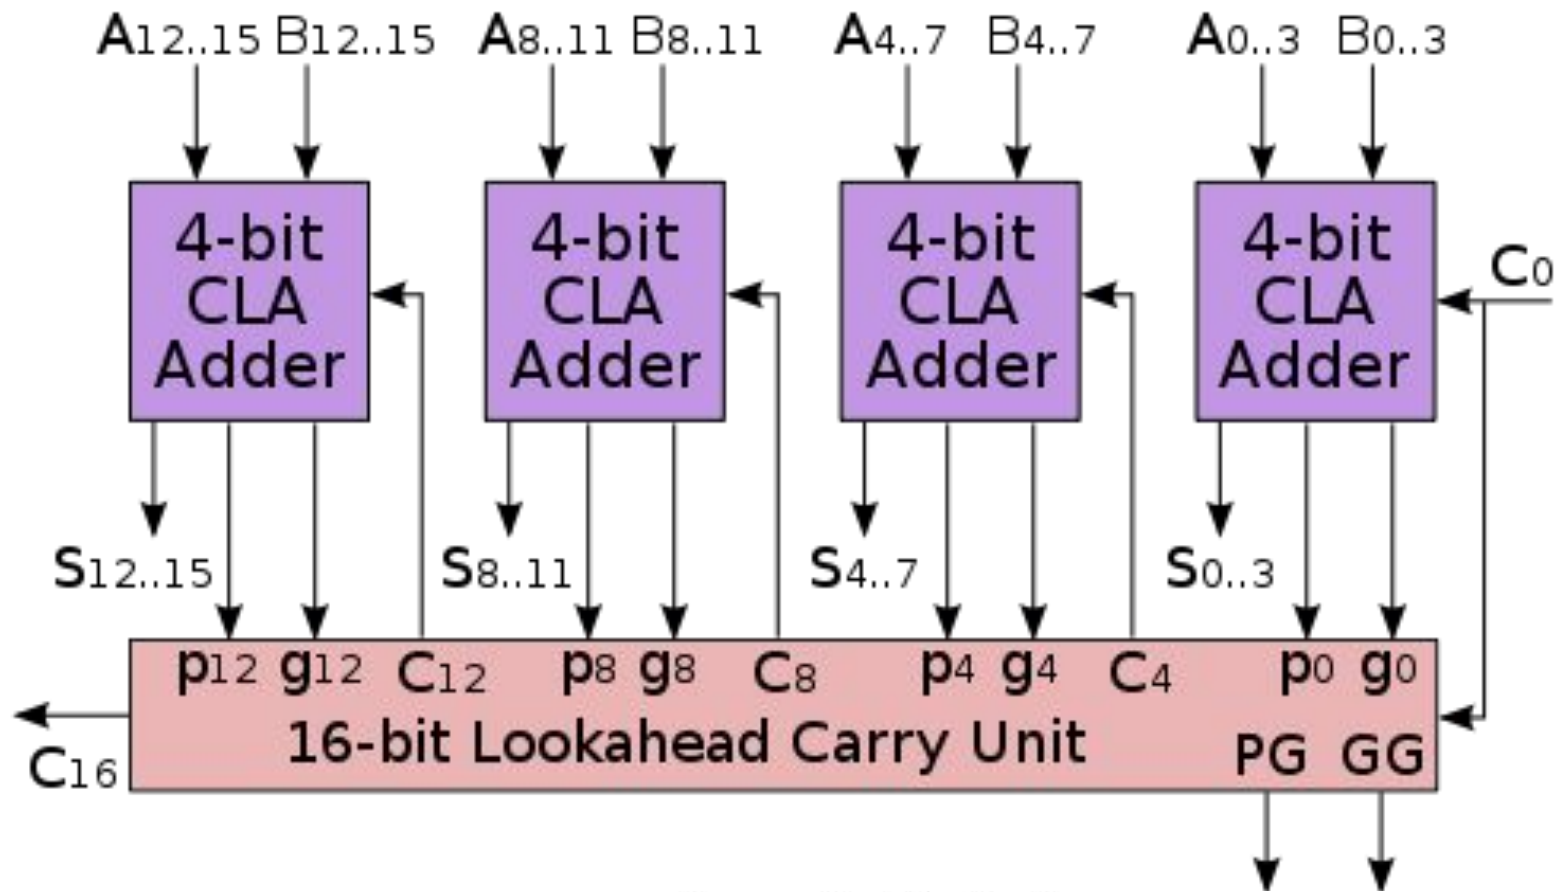 A12..15 B12..15 A8..11 B8..11 A4..7 B4..7 A0..3 B0..3
4-bit CLA Adder
4-bit CLA Adder
4-bit CLA Adder
4-bit CLA Adder
C0
S12..15 S8..11 S4..7 S0..3
p12 g12 C12 p8 g8 C8 p4 g4 C4 p0 g0
16-bit Lookahead Carry Unit PG GG
C16